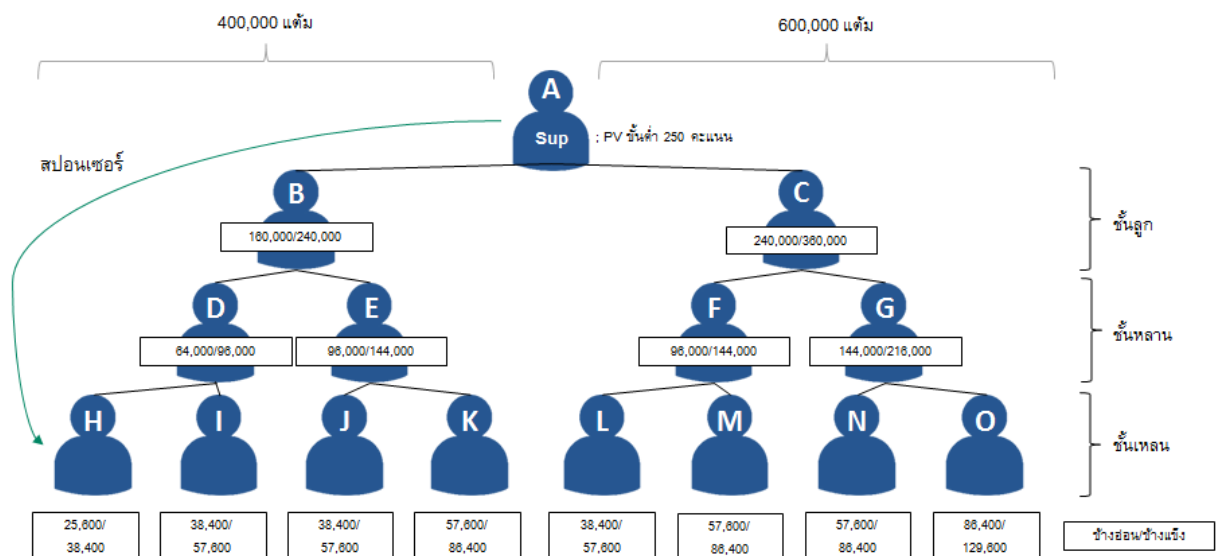 400,000 แต้ม
600,000 แต้ม
A
Sup
; PV ขั้นต่ำ 250 คะแนน
สปอนเซอร์
B
C
160,000/240,000
240,000/360,000
ชั้นลูก
D
E
F
G
64,000/96,000
96,000/144,000
96,000/144,000
144,000/216,000
ชั้นหลาน
H
I
J
K
L
M
N
O
ชั้นเหลน
25,600/
38,400
38,400/
57,600
38,400/
57,600
57,600/
86,400
38,400/
57,600
57,600/
86,400
57,600/
86,400
86,400/
129,600
ข้างอ่อน/ข้างแข็ง